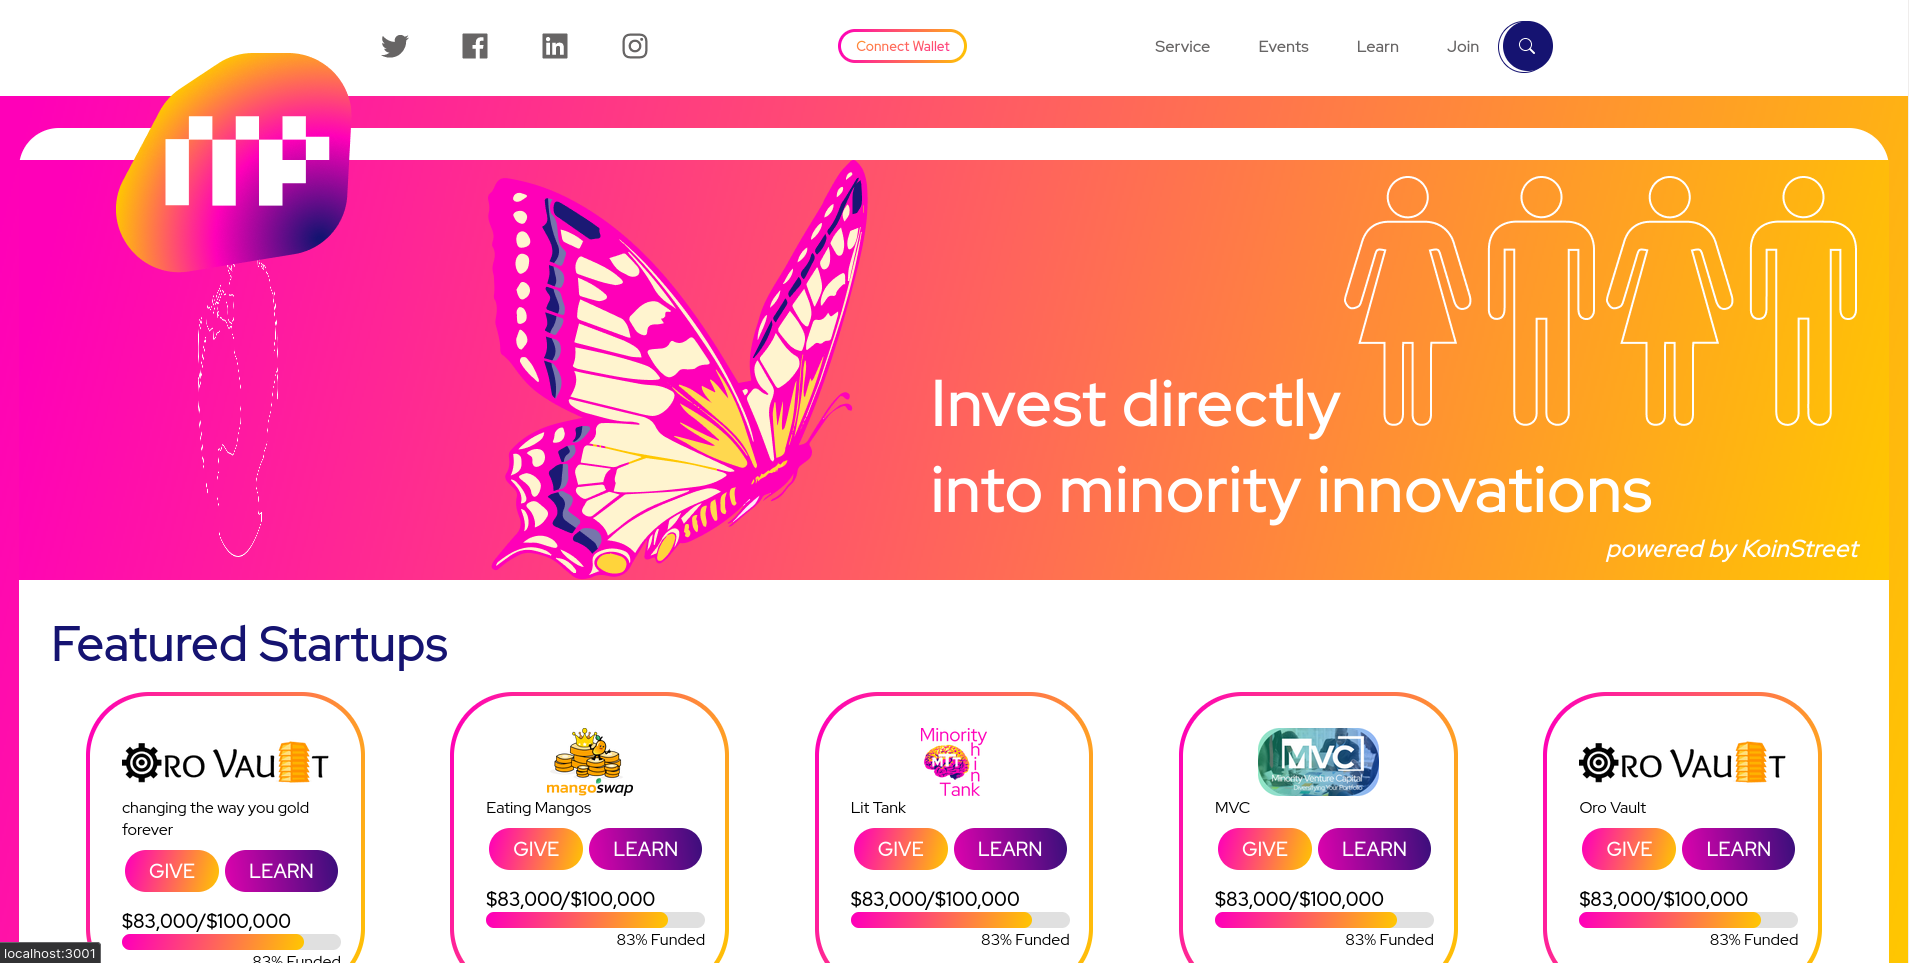 Connect Wallet
Service Events Learn Join
Invest directly
into minority innovations
powered by KoinStreet
Featured Startups
ORO VAULT
changing the way you gold
forever
GIVE LEARN
$83,000/$100,000
83% Funded
mangoswap
Eating Mangos
GIVE LEARN
$83,000/$100,000
83% Funded
Minority
Think
MIT
Tank
Lit Tank
GIVE LEARN
$83,000/$100,000
83% Funded
MVC
Minority Venture Capital
Diversifying Your Portfolio
MVC
GIVE LEARN
$83,000/$100,000
83% Funded
ORO VAULT
Oro Vault
GIVE LEARN
$83,000/$100,000
83% Funded
localhost:3001